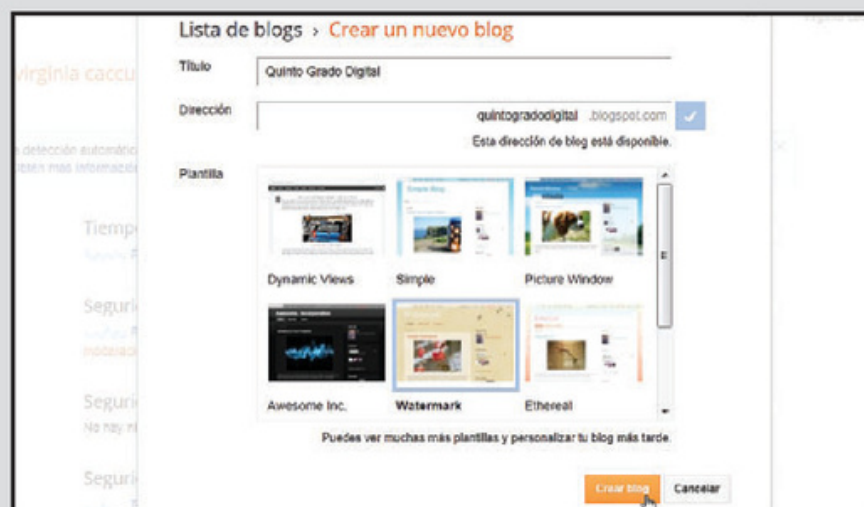 Lista de blogs › Crear un nuevo blog
Título
Quinto Grado Digital
virginia caccu
Dirección
quintogradodigital .blogspot.com
Esta dirección de blog está disponible.
Plantilla
Tiemp
Dynamic Views
Simple
Picture Window
Seguri
Awesome Inc.
Watermark
Ethereal
Seguri
No hay
Puedes ver muchas más plantillas y personalizar tu blog más tarde.
Seguri
Crear blog
Cancelar